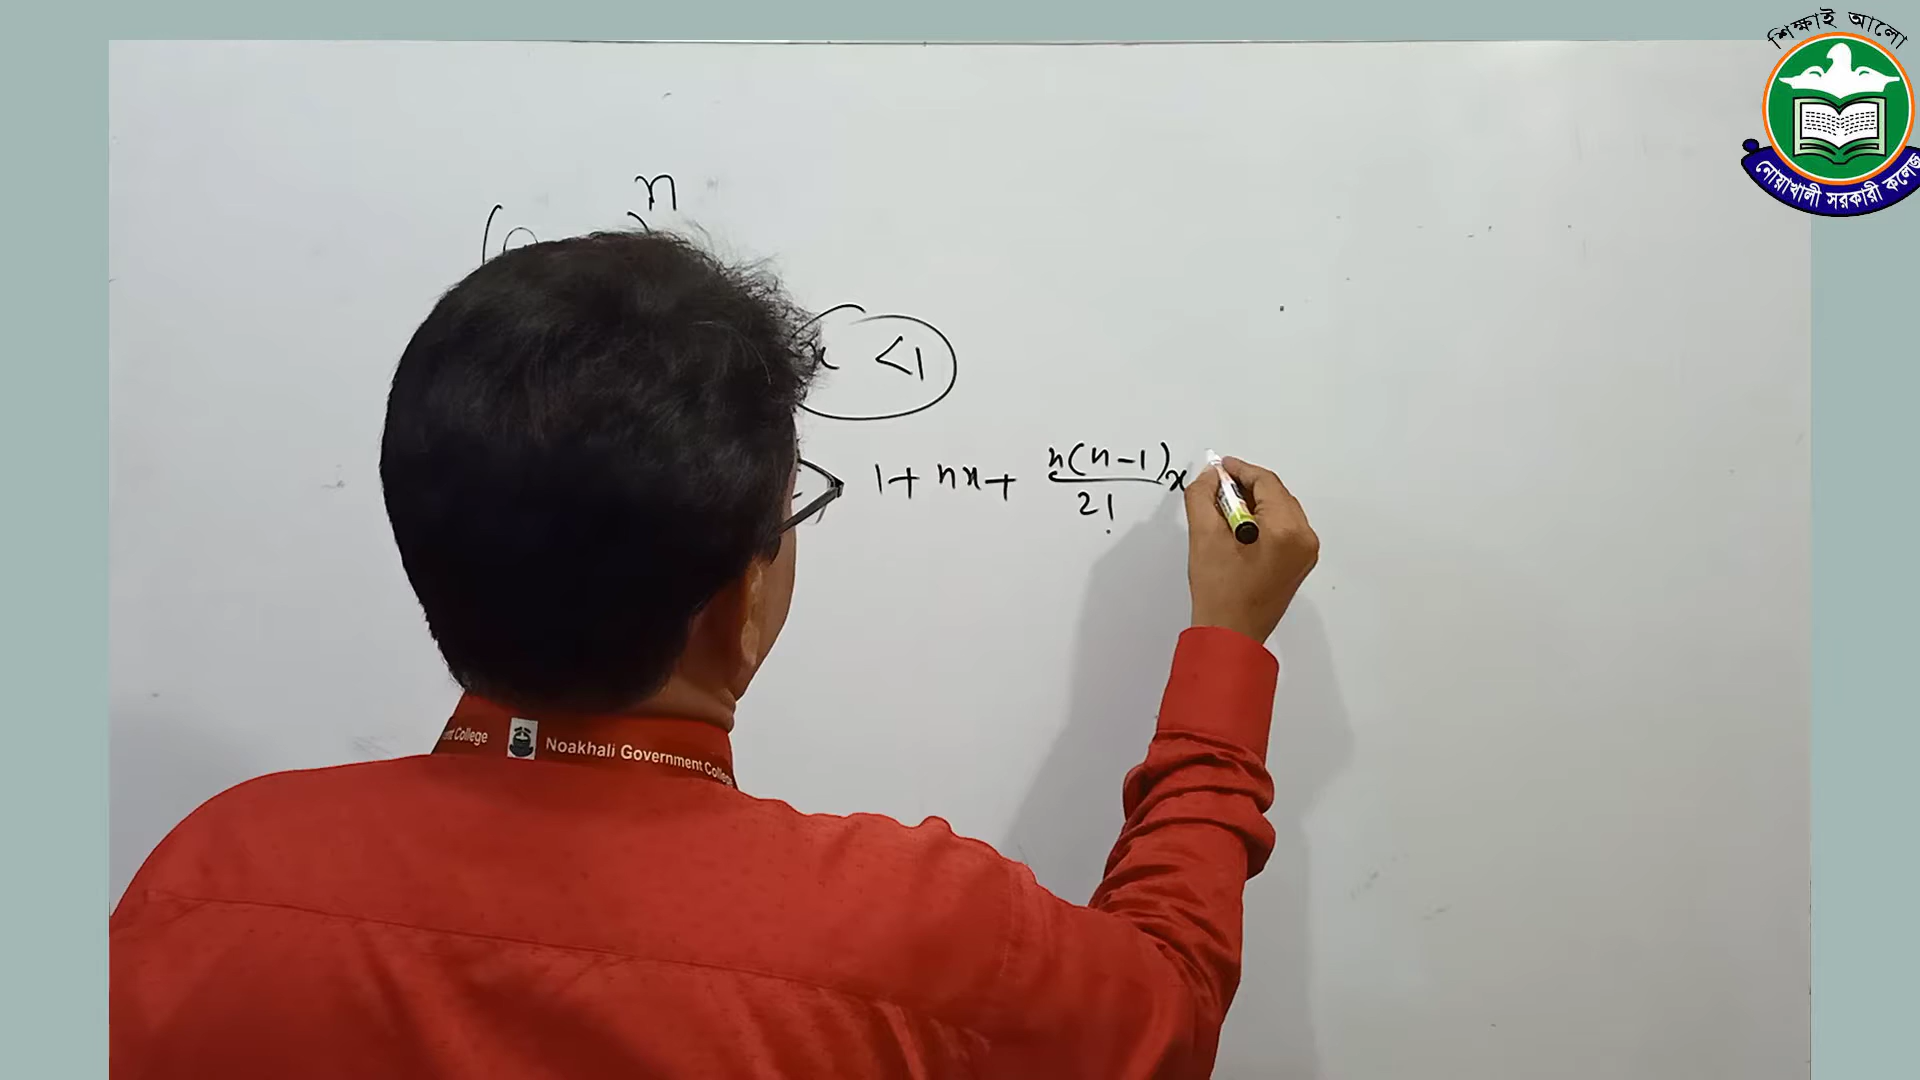 শিক্ষাই আলো
নোয়াখালী সরকারী কলেজ
n
x <1
1+ nx+ n(n-1)/2! x
College
Noakhali Government College